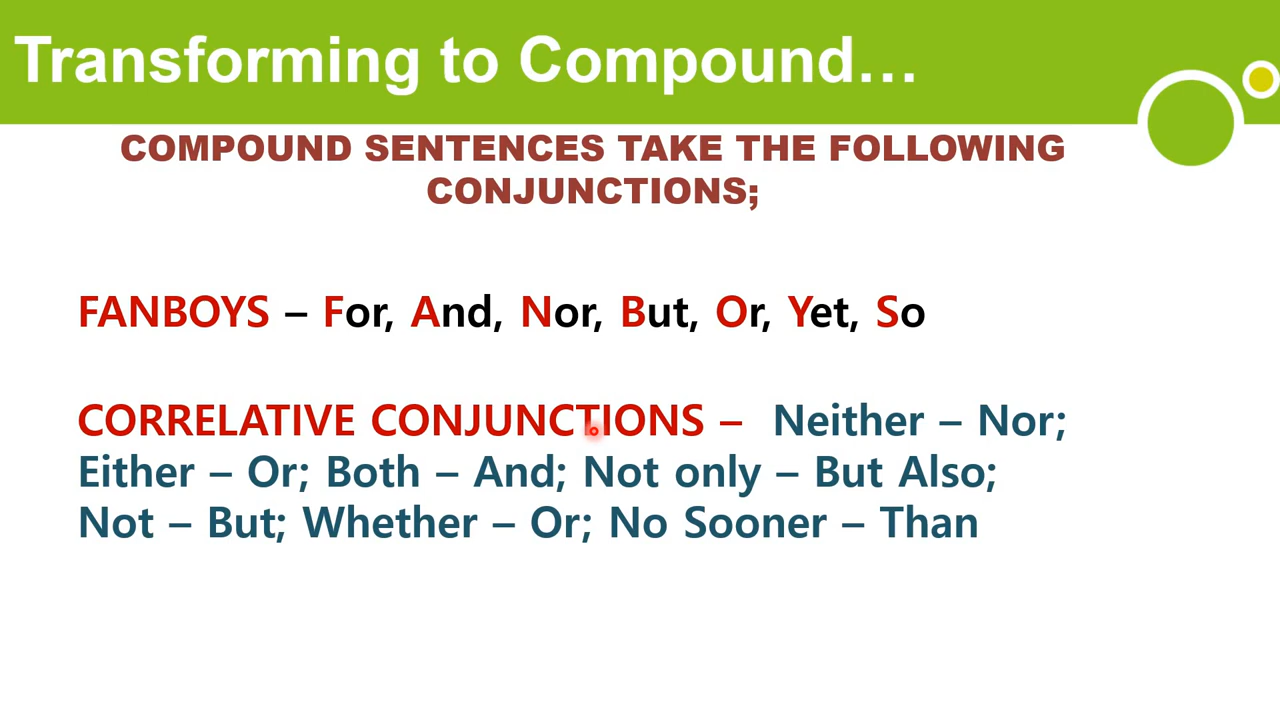 Transforming to Compound…
COMPOUND SENTENCES TAKE THE FOLLOWING
CONJUNCTIONS;
FANBOYS – For, And, Nor, But, Or, Yet, So
CORRELATIVE CONJUNCTIONS – Neither – Nor;
Either – Or; Both – And; Not only – But Also;
Not – But; Whether – Or; No Sooner – Than